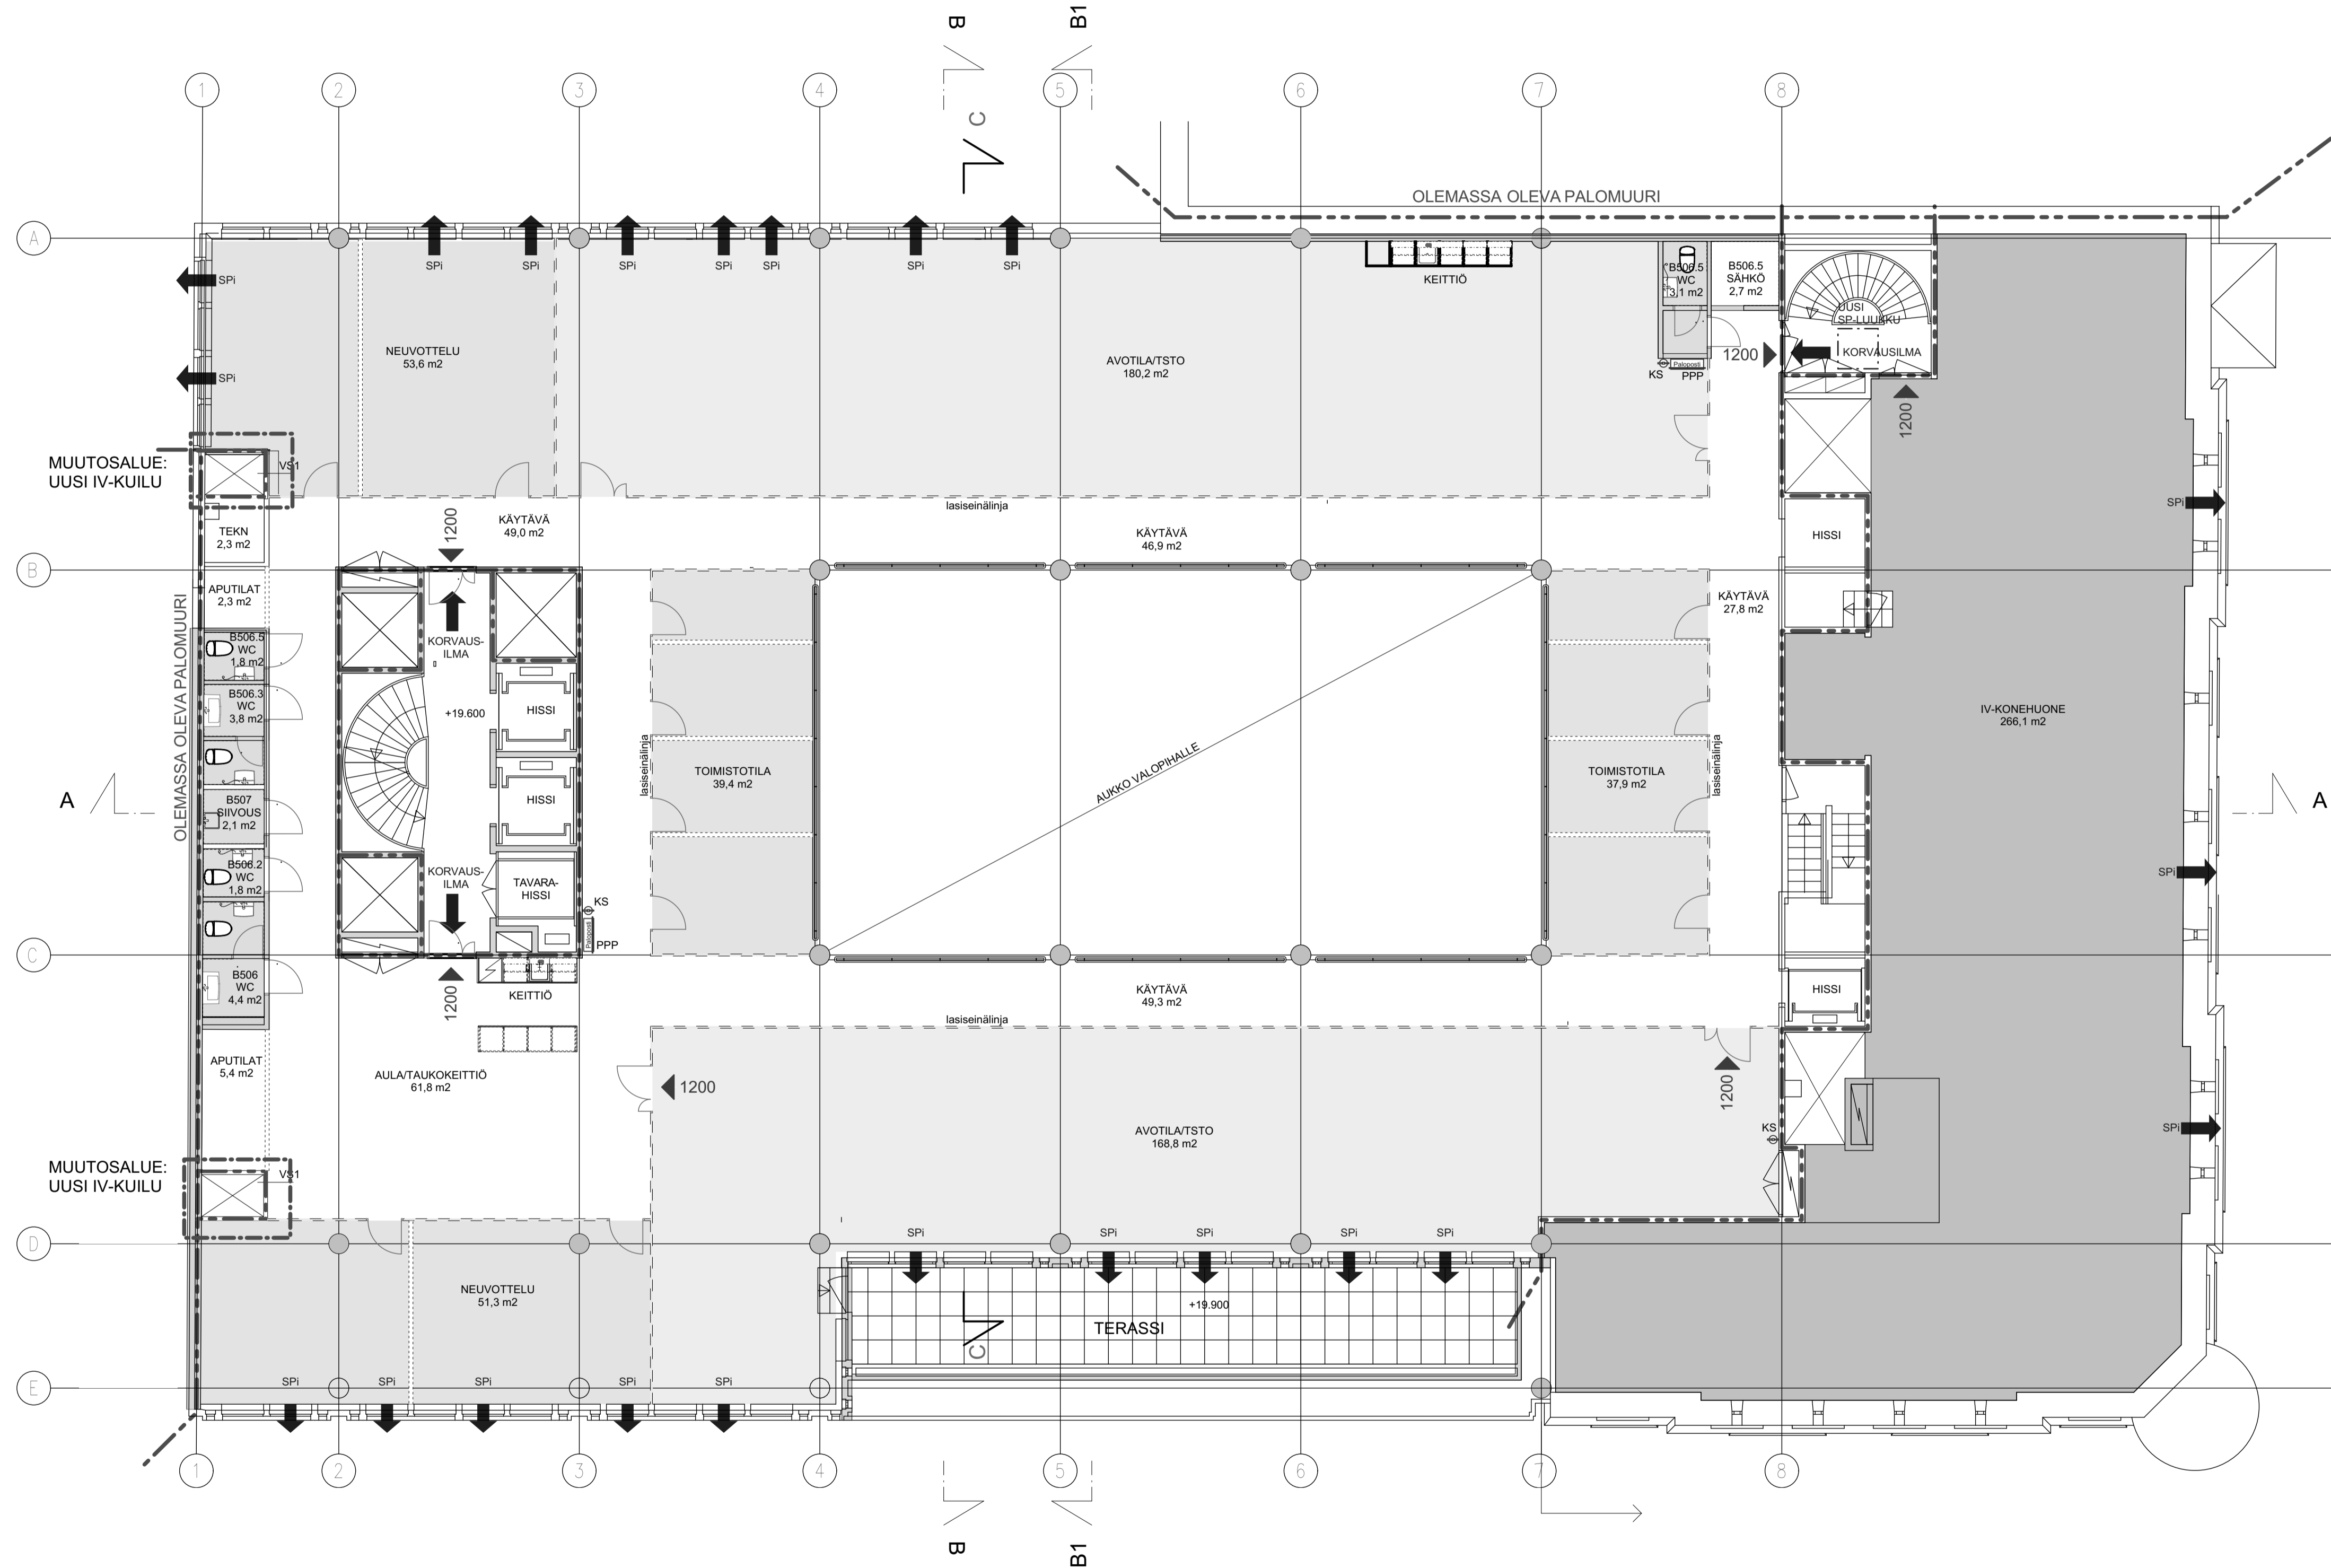 B
B1
1
2
3
4
5
6
7
8
C
OLEMASSA OLEVA PALOMUURI
A
SPi
SPi
SPi
SPi
SPi
SPi
SPi
SPi
SPi
KEITTIÖ
B506.5
WC
3,1 m2
B506.5
SÄHKÖ
2,7 m2
UUSI
SP-LUUKKU
KORVAUSILMA
1200
KS
Paloposti
PPP
1200
NEUVOTTELU
53,6 m2
AVOTILA/TSTO
180,2 m2
MUUTOSALUE:
UUSI IV-KUILU
VS1
TEKN
2,3 m2
KÄYTÄVÄ
49,0 m2
1200
lasiseinälinja
KÄYTÄVÄ
46,9 m2
HISSI
SPi
B
APUTILAT
2,3 m2
KÄYTÄVÄ
27,8 m2
OLEMASSA OLEVA PALOMUURI
B506.5
WC
1,8 m2
KORVAUS-
ILMA
B506.3
WC
3,8 m2
+19.600
HISSI
IV-KONEHUONE
266,1 m2
lasiseinälinja
TOIMISTOTILA
39,4 m2
AUKKO VALOPIHALLE
TOIMISTOTILA
37,9 m2
lasiseinälinja
A
A
B507
SIIVOUS
2,1 m2
HISSI
B506.2
WC
1,8 m2
KORVAUS-
ILMA
TAVARA-
HISSI
KS
Paloposti
PPP
SPi
C
B506
WC
4,4 m2
1200
KEITTIÖ
KÄYTÄVÄ
49,3 m2
lasiseinälinja
HISSI
APUTILAT
5,4 m2
AULA/TAUKOKEITTIÖ
61,8 m2
1200
1200
AVOTILA/TSTO
168,8 m2
KS
SPi
MUUTOSALUE:
UUSI IV-KUILU
VS1
D
SPi
SPi
SPi
SPi
SPi
NEUVOTTELU
51,3 m2
+19.900
TERASSI
C
E
SPi
SPi
SPi
SPi
SPi
1
2
3
4
5
6
7
8
B
B1